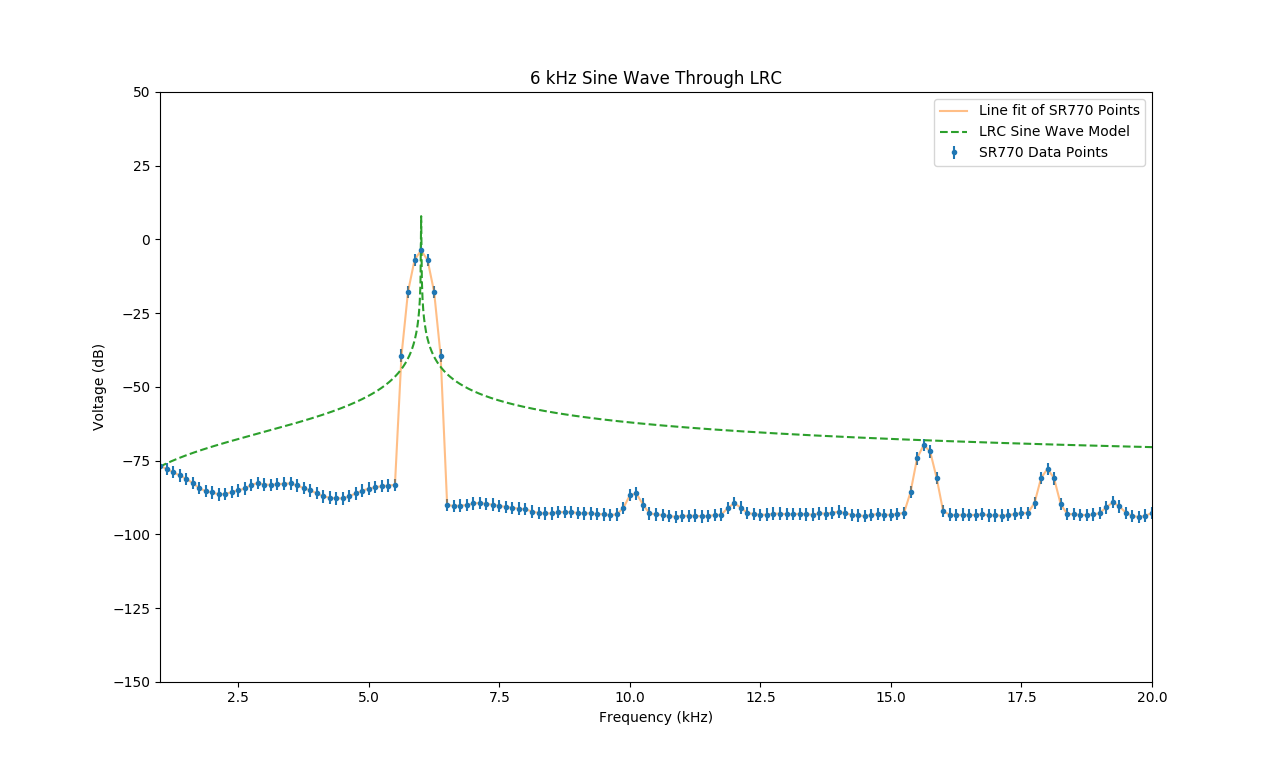 6 kHz Sine Wave Through LRC
Line fit of SR770 Points
LRC Sine Wave Model
SR770 Data Points
50
25
0
−25
−50
−75
−100
−125
−150
Voltage (dB)
2.5
5.0
7.5
10.0
12.5
15.0
17.5
20.0
Frequency (kHz)